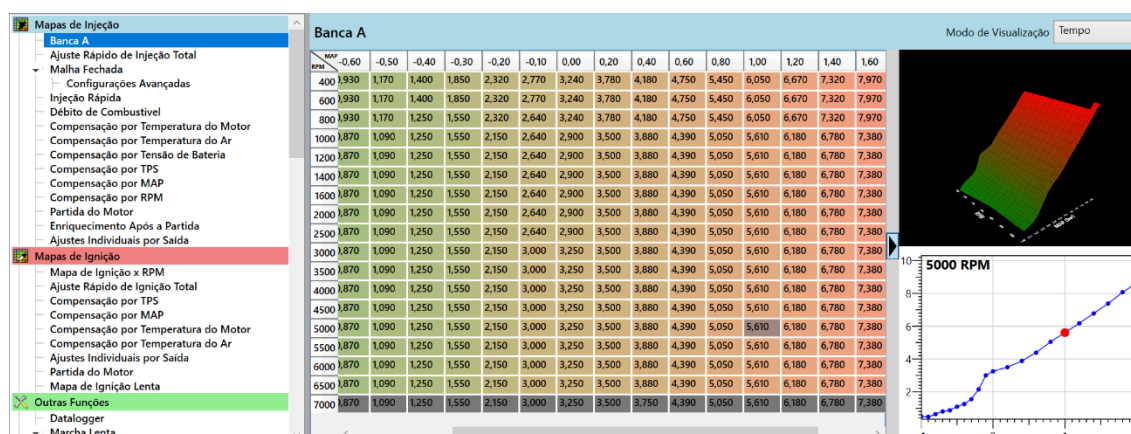 Mapas de Injeção
Banca A
Ajuste Rápido de Injeção Total
Malha Fechada
Configurações Avançadas
Injeção Rápida
Débito de Combustível
Compensação por Temperatura do Motor
Compensação por Temperatura do Ar
Compensação por Tensão de Bateria
Compensação por TPS
Compensação por MAP
Compensação por RPM
Partida do Motor
Enriquecimento Após a Partida
Ajustes Individuais por Saída
Mapas de Ignição
Mapa de Ignição x RPM
Ajuste Rápido de Ignição Total
Compensação por TPS
Compensação por MAP
Compensação por Temperatura do Motor
Compensação por Temperatura do Ar
Ajustes Individuais por Saída
Partida do Motor
Mapa de Ignição Lenta
Outras Funções
Datalogger
Marcha Lenta
Banca A
Modo de Visualização Tempo
MAP
RPM
-0,60 -0,50 -0,40 -0,30 -0,20 -0,10 0,00 0,20 0,40 0,60 0,80 1,00 1,20 1,40 1,60
400 ,930 1,170 1,400 1,850 2,320 2,770 3,240 3,780 4,180 4,750 5,450 6,050 6,670 7,320 7,970
600 ,930 1,170 1,400 1,850 2,320 2,770 3,240 3,780 4,180 4,750 5,450 6,050 6,670 7,320 7,970
800 ,930 1,170 1,250 1,550 2,320 2,640 3,240 3,780 4,180 4,750 5,450 6,050 6,670 7,320 7,970
1000 ,870 1,090 1,250 1,550 2,150 2,640 2,900 3,500 3,880 4,390 5,050 5,610 6,180 6,780 7,380
1200 ,870 1,090 1,250 1,550 2,150 2,640 2,900 3,500 3,880 4,390 5,050 5,610 6,180 6,780 7,380
1400 ,870 1,090 1,250 1,550 2,150 2,640 2,900 3,500 3,880 4,390 5,050 5,610 6,180 6,780 7,380
1600 ,870 1,090 1,250 1,550 2,150 2,640 2,900 3,500 3,880 4,390 5,050 5,610 6,180 6,780 7,380
2000 ,870 1,090 1,250 1,550 2,150 2,640 2,900 3,500 3,880 4,390 5,050 5,610 6,180 6,780 7,380
2500 ,870 1,090 1,250 1,550 2,150 2,640 2,900 3,500 3,880 4,390 5,050 5,610 6,180 6,780 7,380
3000 ,870 1,090 1,250 1,550 2,150 3,000 3,250 3,500 3,880 4,390 5,050 5,610 6,180 6,780 7,380
3500 ,870 1,090 1,250 1,550 2,150 3,000 3,250 3,500 3,880 4,390 5,050 5,610 6,180 6,780 7,380
4000 ,870 1,090 1,250 1,550 2,150 3,000 3,250 3,500 3,880 4,390 5,050 5,610 6,180 6,780 7,380
4500 ,870 1,090 1,250 1,550 2,150 3,000 3,250 3,500 3,880 4,390 5,050 5,610 6,180 6,780 7,380
5000 ,870 1,090 1,250 1,550 2,150 3,000 3,250 3,500 3,880 4,390 5,050 5,610 6,180 6,780 7,380
5500 ,870 1,090 1,250 1,550 2,150 3,000 3,250 3,500 3,880 4,390 5,050 5,610 6,180 6,780 7,380
6000 ,870 1,090 1,250 1,550 2,150 3,000 3,250 3,500 3,880 4,390 5,050 5,610 6,180 6,780 7,380
6500 ,870 1,090 1,250 1,550 2,150 3,000 3,250 3,500 3,880 4,390 5,050 5,610 6,180 6,780 7,380
7000 ,870 1,090 1,250 1,550 2,150 3,000 3,250 3,500 3,750 4,390 5,050 5,610 6,180 6,780 7,380
5000 RPM
10
8
6
4
2